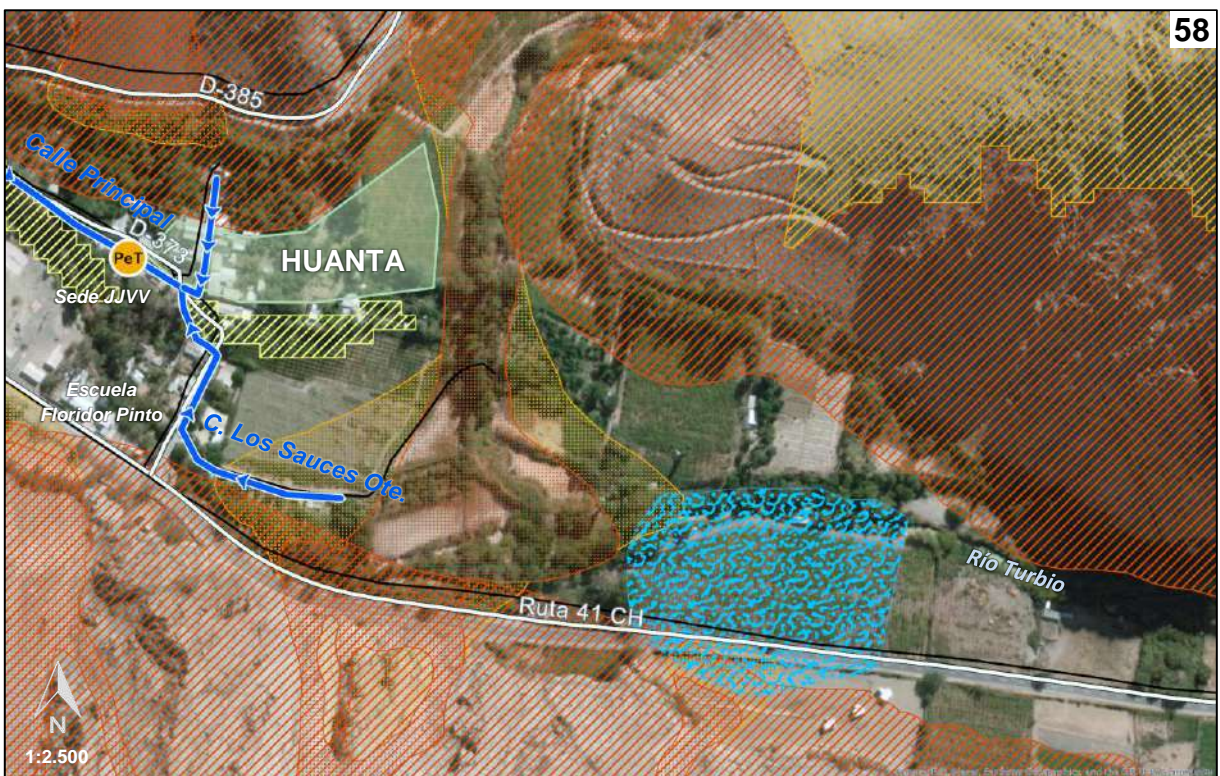 58
D-385
Calle Principal
D-373
PeT
HUANTA
Sede JJVV
Escuela
Floridor Pinto
C. Los Sauces Ote.
Río Turbio
Ruta 41 CH
N
1:2.500